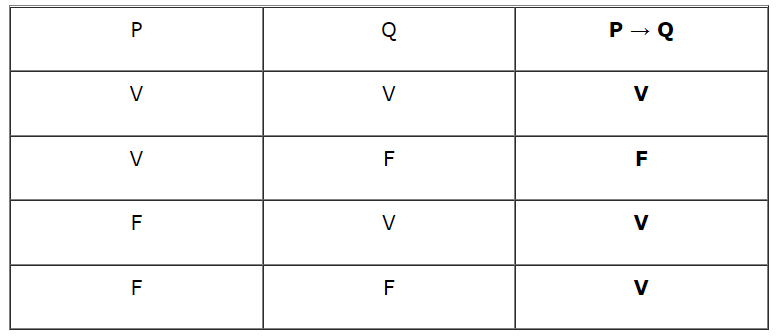 P Q P → Q
V V V
V F F
F V V
F F V